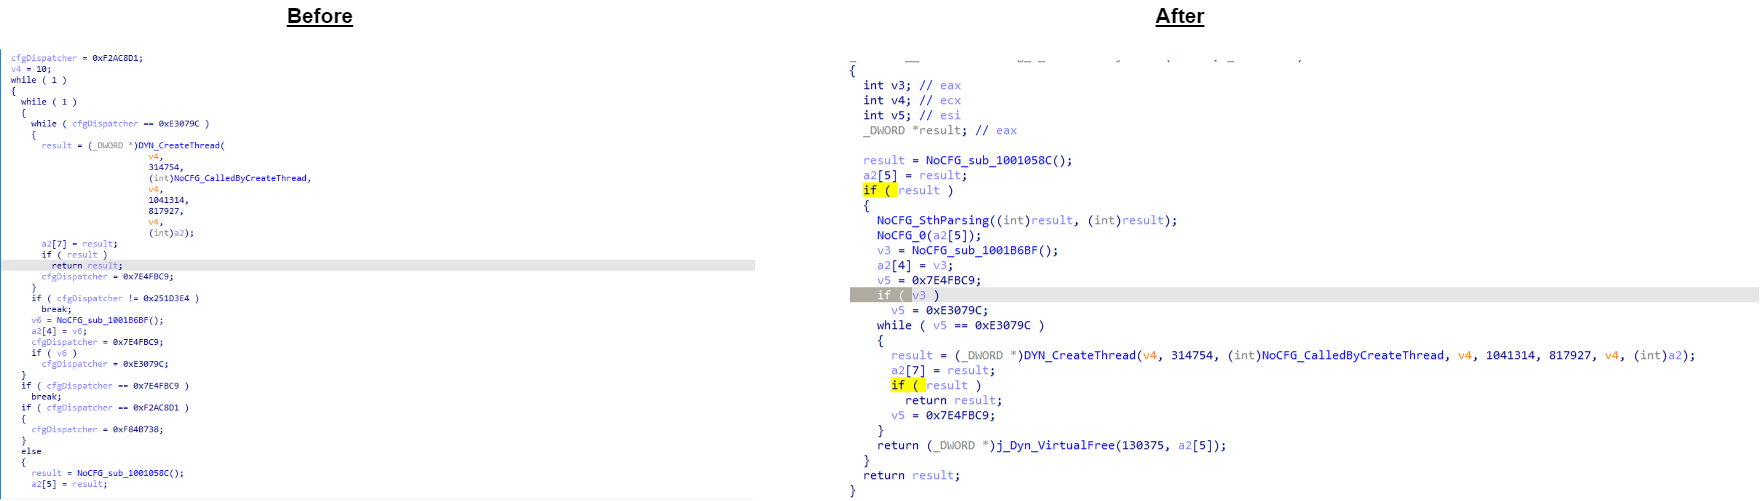 Before
cfgDispatcher = 0xF2AC8D1;
v4 = 10;
while ( 1 )
{
while ( 1 )
{
while ( cfgDispatcher == 0xE3079C )
{
result = (_DWORD *)DYN_CreateThread(
v4,
314754,
(int)NoCFG_CalledByCreateThread,
v4,
1041314,
817927,
v4,
(int)a2);
a2[7] = result;
if ( result )
return result;
cfgDispatcher = 0x7E4FBC9;
}
if ( cfgDispatcher != 0x251D3E4 )
break;
v6 = NoCFG_sub_1001B6BF();
a2[4] = v6;
cfgDispatcher = 0x7E4FBC9;
if ( v6 )
cfgDispatcher = 0xE3079C;
}
if ( cfgDispatcher == 0x7E4FBC9 )
break;
if ( cfgDispatcher == 0xF2AC8D1 )
{
cfgDispatcher = 0xF84B738;
}
else
{
result = NoCFG_sub_1001058C();
a2[5] = result;
After
{
int v3; // eax
int v4; // ecx
int v5; // esi
_DWORD *result; // eax
result = NoCFG_sub_1001058C();
a2[5] = result;
if ( result )
{
NoCFG_SthParsing((int)result, (int)result);
NoCFG_0(a2[5]);
v3 = NoCFG_sub_1001B6BF();
a2[4] = v3;
v5 = 0x7E4FBC9;
if ( v3 )
v5 = 0xE3079C;
while ( v5 == 0xE3079C )
{
result = (_DWORD *)DYN_CreateThread(v4, 314754, (int)NoCFG_CalledByCreateThread, v4, 1041314, 817927, v4, (int)a2);
a2[7] = result;
if ( result )
return result;
v5 = 0x7E4FBC9;
}
return (_DWORD *)j_Dyn_VirtualFree(130375, a2[5]);
}
return result;
}